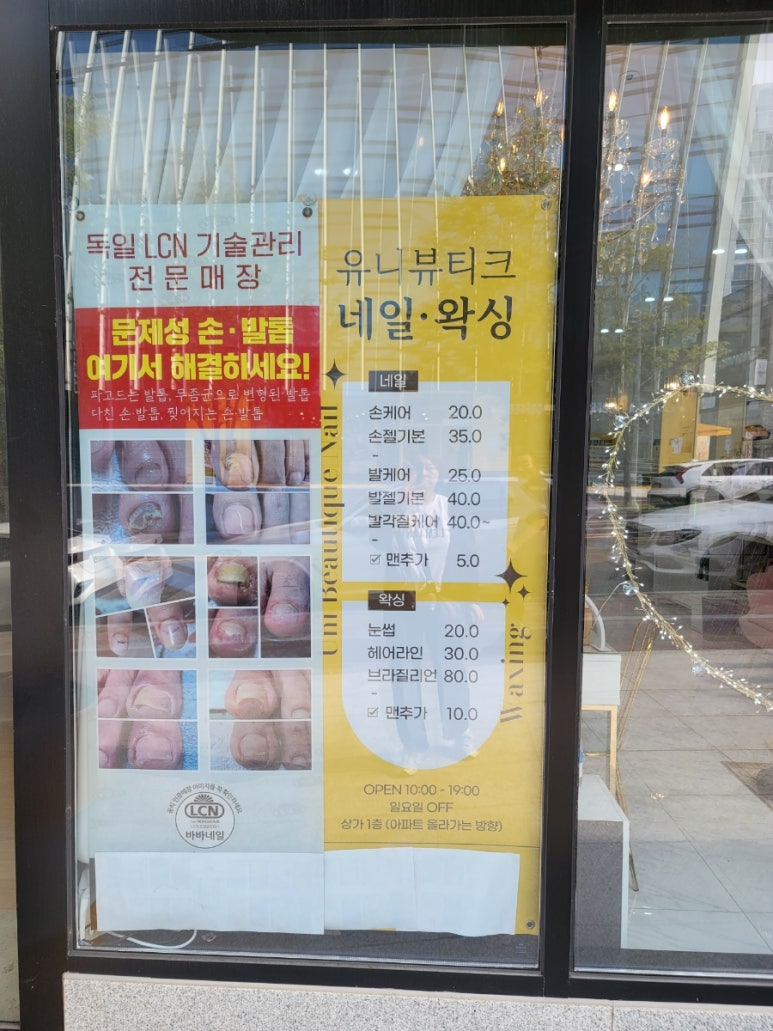 독일 LCN 기술관리
전문매장
문제성 손·발톱
여기서 해결하세요!
파고드는 발톱, 무좀균으로 변형된 발톱
다친 손·발톱, 찢어지는 손·발톱
LCN
바바네일
유니뷰티크
네일·왁싱
네일
손케어 20.0
손젤기본 35.0
-
발케어 25.0
발젤기본 40.0
발각질케어 40.0~
-
☑ 맨추가 5.0
왁싱
눈썹 20.0
헤어라인 30.0
브라질리언 80.0
-
☑ 맨추가 10.0
Uni Beautique Nail
Waxing
OPEN 10:00 - 19:00
일요일 OFF
상가 1층 (아파트 올라가는 방향)